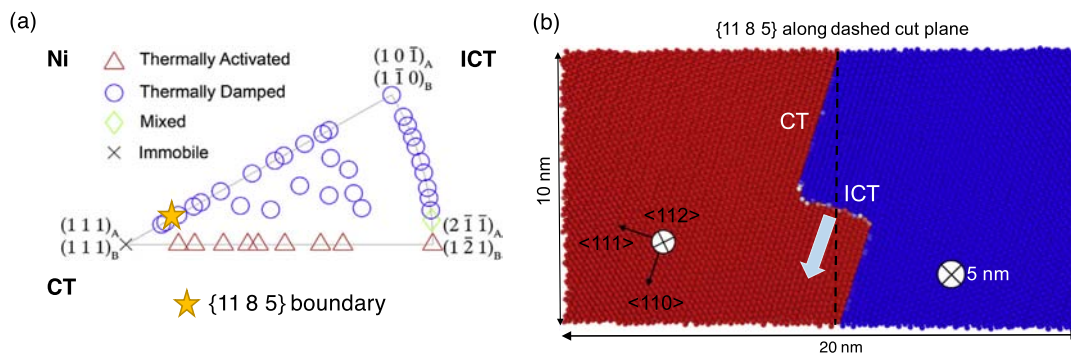 (a)
Ni
Thermally Activated
Thermally Damped
Mixed
Immobile
(1 0 1̄)A
(1 1̄ 0)B
ICT
(1 1 1)A
(1 1 1)B
(2 1̄ 1̄)A
(1 2̄ 1)B
CT
{11 8 5} boundary
(b)
{11 8 5} along dashed cut plane
CT
ICT
10 nm
<112>
<111>
<110>
5 nm
20 nm